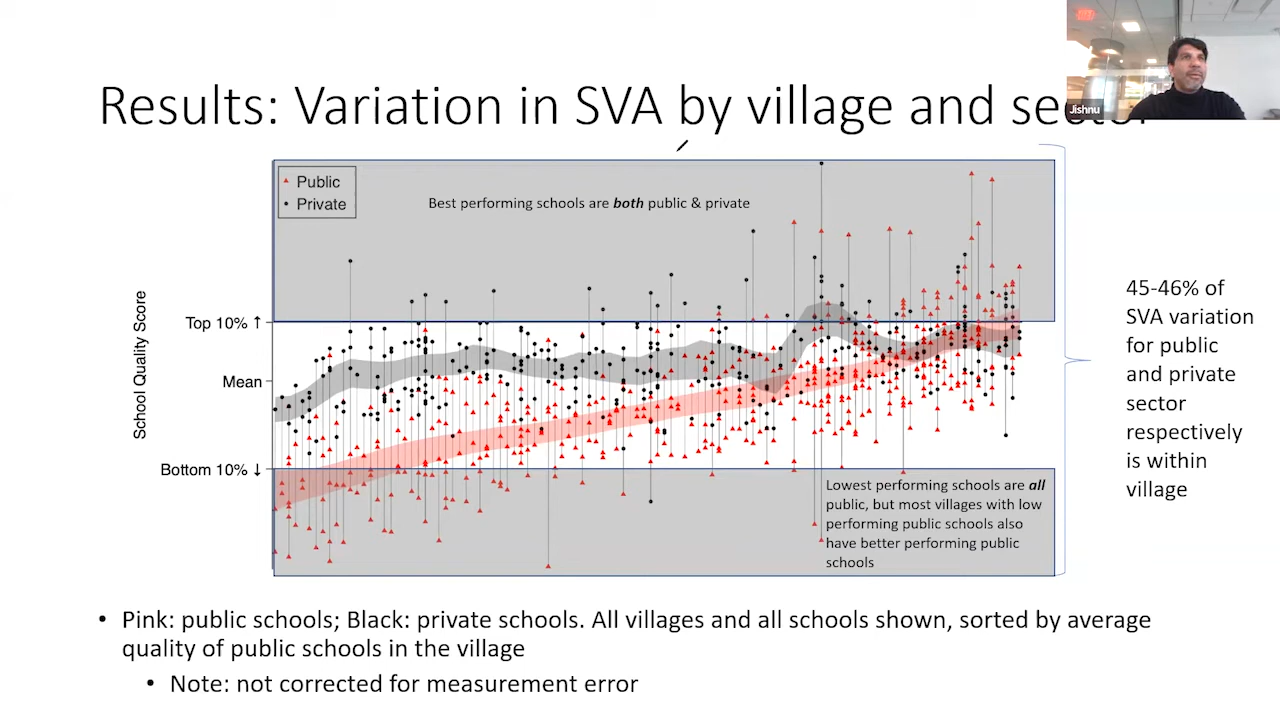 Results: Variation in SVA by village and
Jishnu
Public
Private
Best performing schools are both public & private
School Quality Score
Top 10% ↑
Mean
Bottom 10% ↓
Lowest performing schools are all
public, but most villages with low
performing public schools also
have better performing public
schools
45-46% of
SVA variation
for public
and private
sector
respectively
is within
village
• Pink: public schools; Black: private schools. All villages and all schools shown, sorted by average
quality of public schools in the village
• Note: not corrected for measurement error